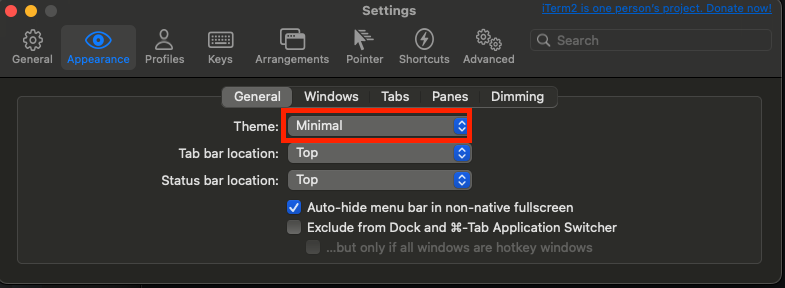 Settings
iTerm2 is one person's project. Donate now!
General Appearance Profiles Keys Arrangements Pointer Shortcuts Advanced
Search
General Windows Tabs Panes Dimming
Theme: Minimal
Tab bar location: Top
Status bar location: Top
Auto-hide menu bar in non-native fullscreen
Exclude from Dock and ⌘-Tab Application Switcher
...but only if all windows are hotkey windows